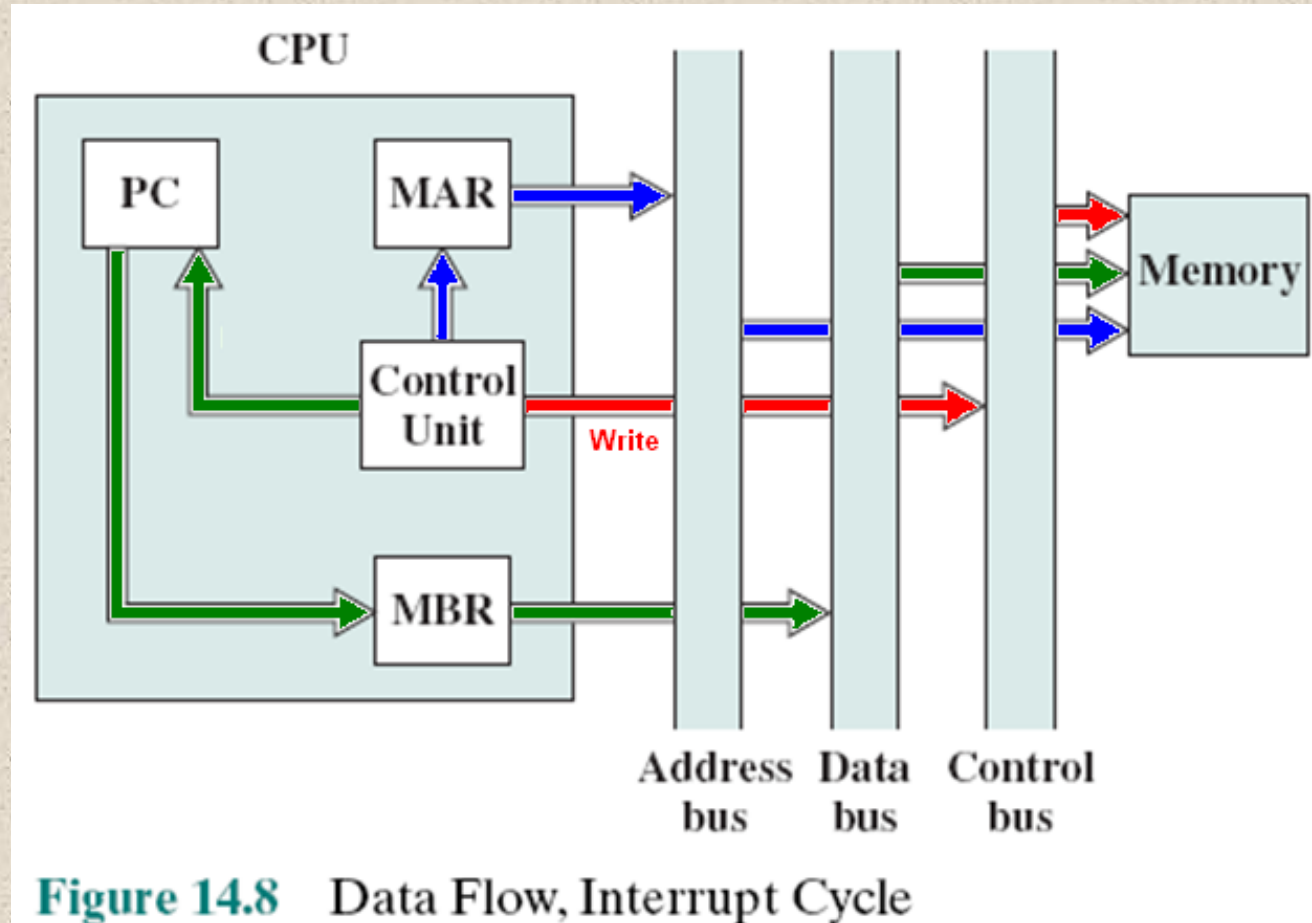 CPU
PC
MAR
Memory
Control
Unit
Write
MBR
Address
bus
Data
bus
Control
bus
Figure 14.8 Data Flow, Interrupt Cycle